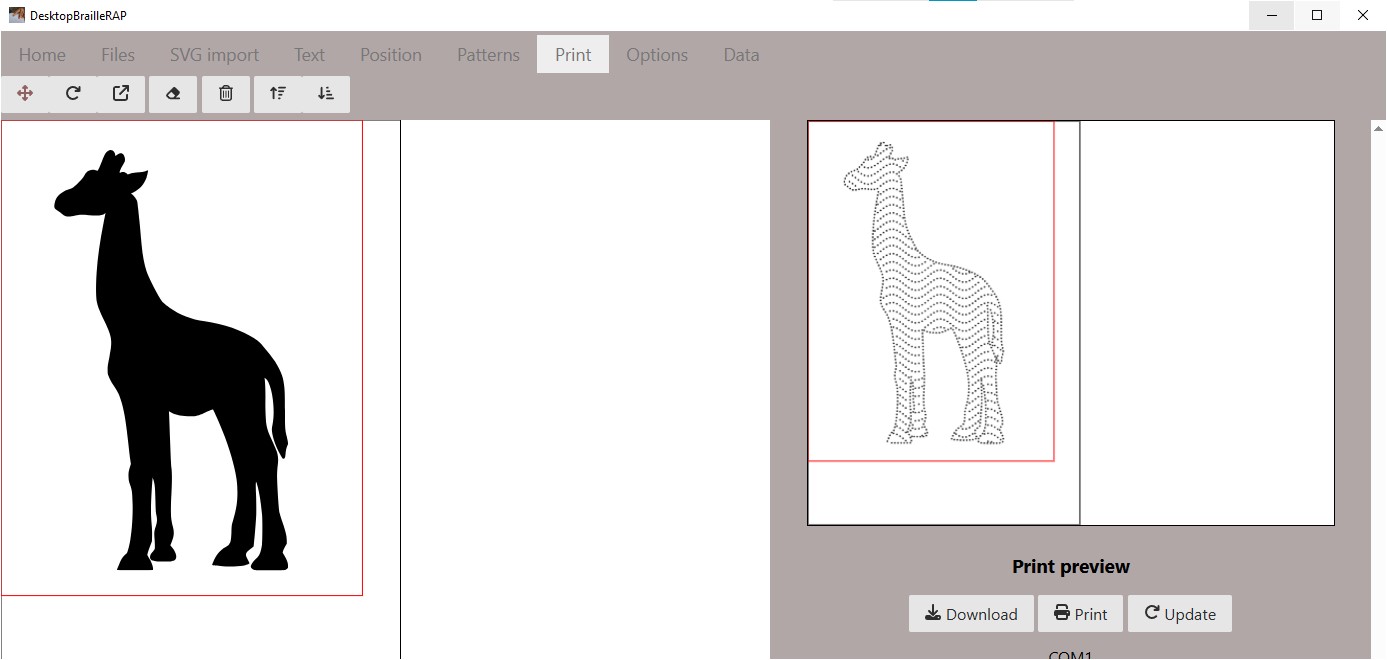 DesktopBrailleRAP
Home Files SVG import Text Position Patterns Print Options Data
Print preview
Download Print Update
COM1